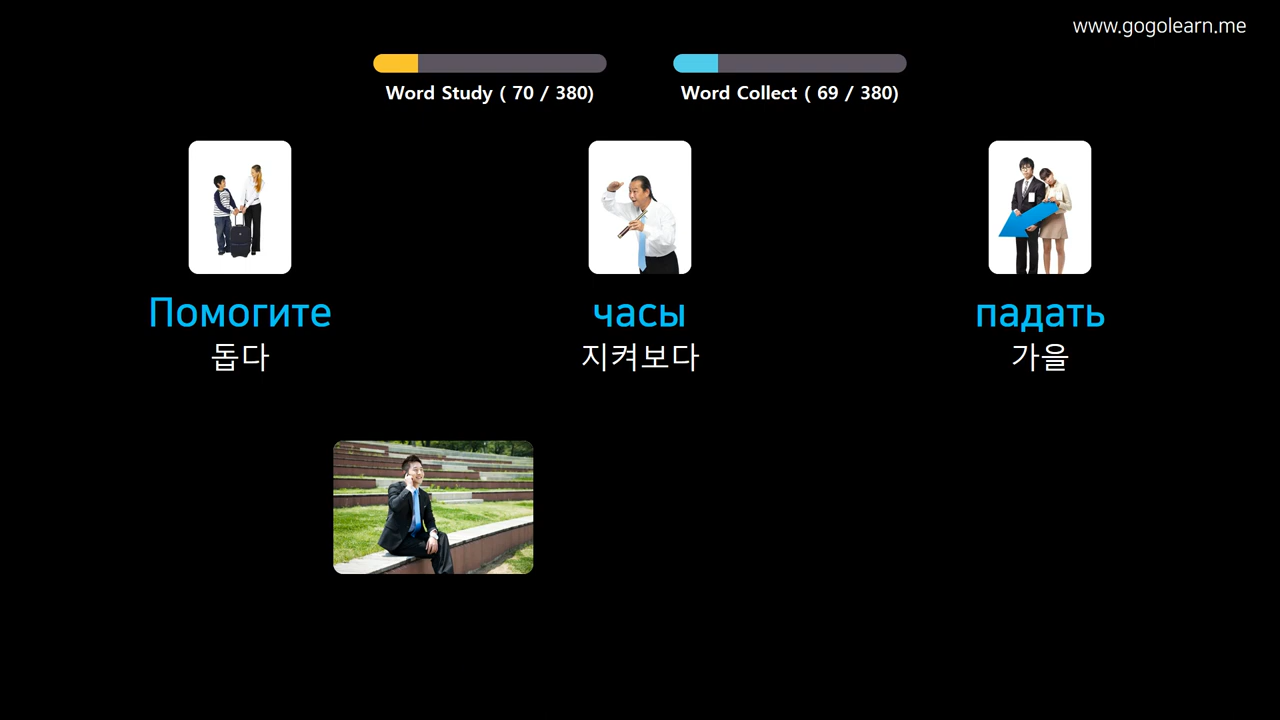 www.gogolearn.me
Word Study ( 70 / 380)
Word Collect ( 69 / 380)
Помогите
돕다
часы
지켜보다
падать
가을